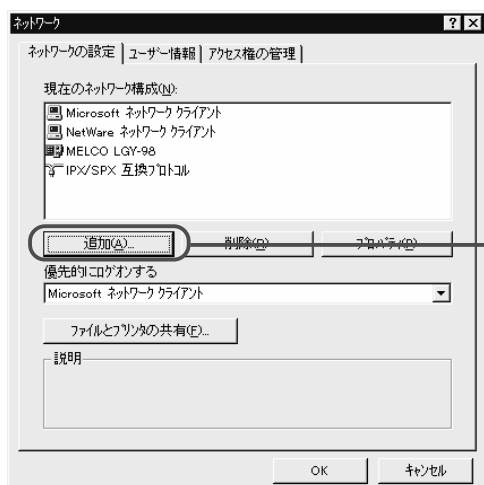 ネットワーク
ネットワークの設定 ユーザー情報 アクセス権の管理
現在のネットワーク構成(N):
Microsoft ネットワーク クライアント
NetWare ネットワーク クライアント
MELCO LGY-98
IPX/SPX 互換プロトコル
追加(A)... 削除(R) プロパティ(P)
優先的にログオンする
Microsoft ネットワーク クライアント
ファイルとプリンタの共有(F)...
説明
OK キャンセル